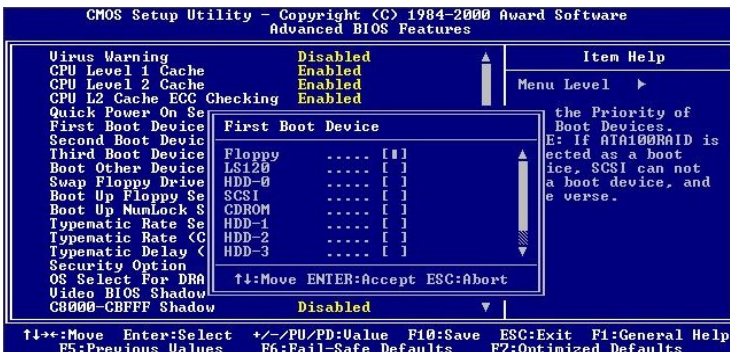 CMOS Setup Utility - Copyright (C) 1984-2000 Award Software
Advanced BIOS Features
Virus Warning Disabled
CPU Level 1 Cache Enabled
CPU Level 2 Cache Enabled
CPU L2 Cache ECC Checking Enabled
Quick Power On Se
First Boot Device
Second Boot Devic
Third Boot Device
Boot Other Device
Swap Floppy Drive
Boot Up Floppy Se
Boot Up NumLock S
Typematic Rate Se
Typematic Rate (C
Typematic Delay (
Security Option
OS Select For DRA
Video BIOS Shadow
C8000-CBFFF Shadow Disabled
First Boot Device
Floppy ..... [▮]
LS120 ..... [ ]
HDD-0 ..... [ ]
SCSI ..... [ ]
CDROM ..... [ ]
HDD-1 ..... [ ]
HDD-2 ..... [ ]
HDD-3 ..... [ ]
↑↓:Move ENTER:Accept ESC:Abort
Item Help
Menu Level ▶
the Priority of
Boot Devices.
E: If ATA100RAID is
ected as a boot
ice, SCSI can not
a boot device, and
e verse.
↑↓→←:Move Enter:Select +/-/PU/PD:Value F10:Save ESC:Exit F1:General Help
F5:Previous Values F6:Fail-Safe Defaults F7:Optimized Defaults